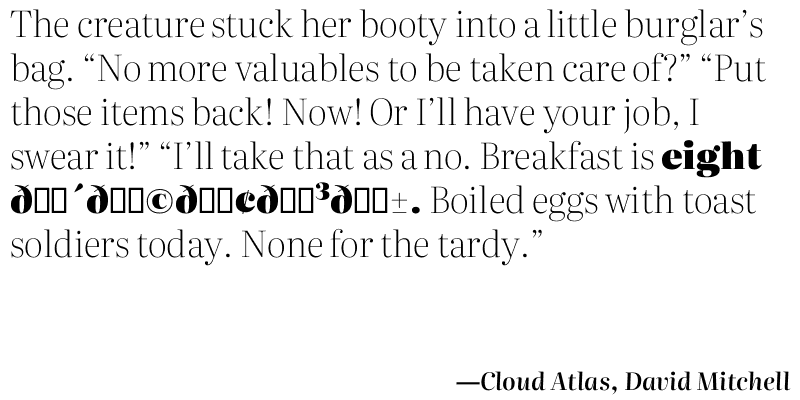 The creature stuck her booty into a little burglar’s
bag. “No more valuables to be taken care of?” “Put
those items back! Now! Or I’ll have your job, I
swear it!” “I’ll take that as a no. Breakfast is eight
ð□□´ð□□©ð□□¢ð□□³ð□□±. Boiled eggs with toast
soldiers today. None for the tardy.”
—Cloud Atlas, David Mitchell